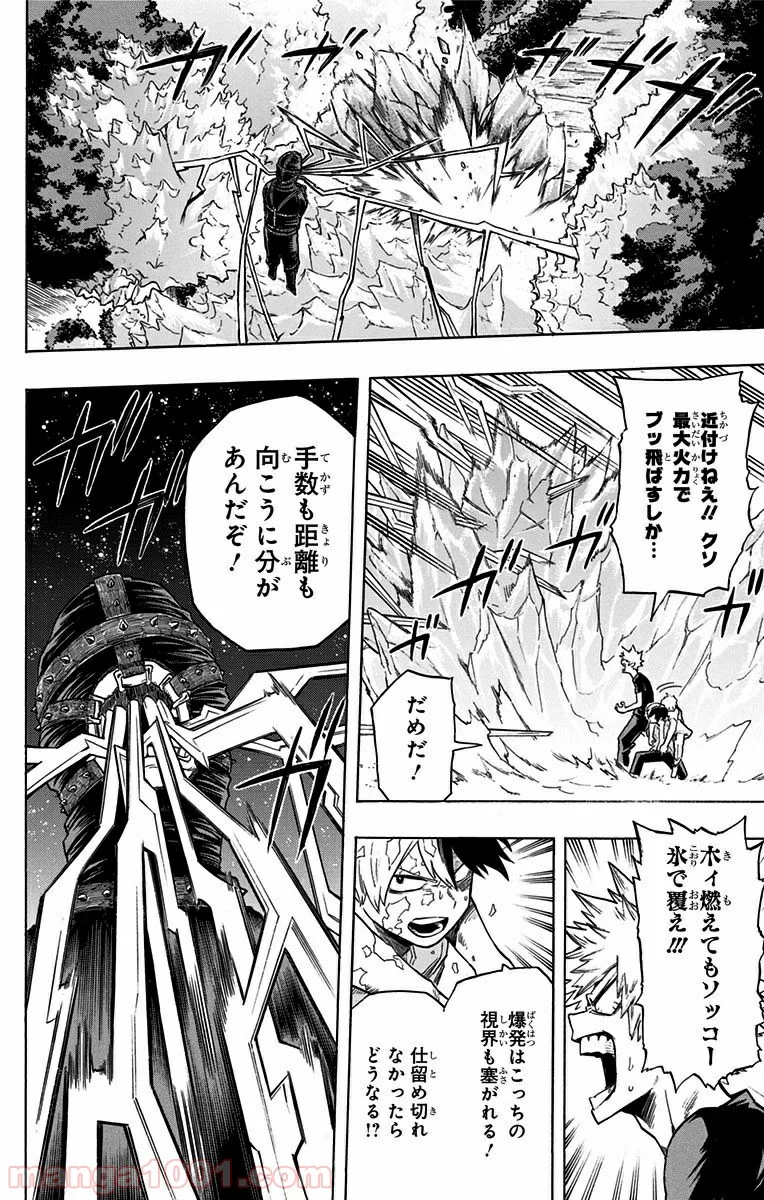 ガガガガ
近付けねえ!! クソ
最大火力で
ブッ飛ばすしか…
ガガガ
だめだ!
木ィ燃えてもソッコー
氷で覆え!!!
爆発はこっちの
視界も塞がれる!
仕留め切れ
なかったら
どうなる!?
手数も距離も
向こうに分が
あんだぞ!
ガガガ
manga1001.com